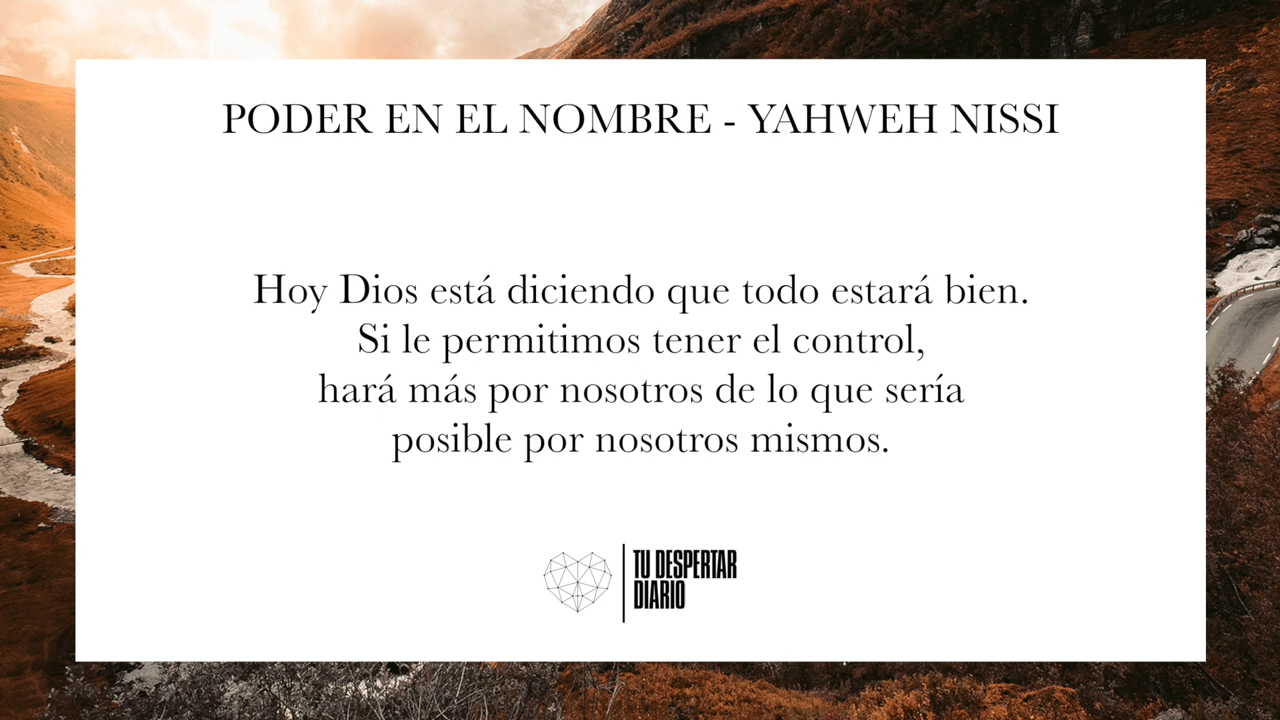 PODER EN EL NOMBRE - YAHWEH NISSI
Hoy Dios está diciendo que todo estará bien.
Si le permitimos tener el control,
hará más por nosotros de lo que sería
posible por nosotros mismos.
TU DESPERTAR
DIARIO